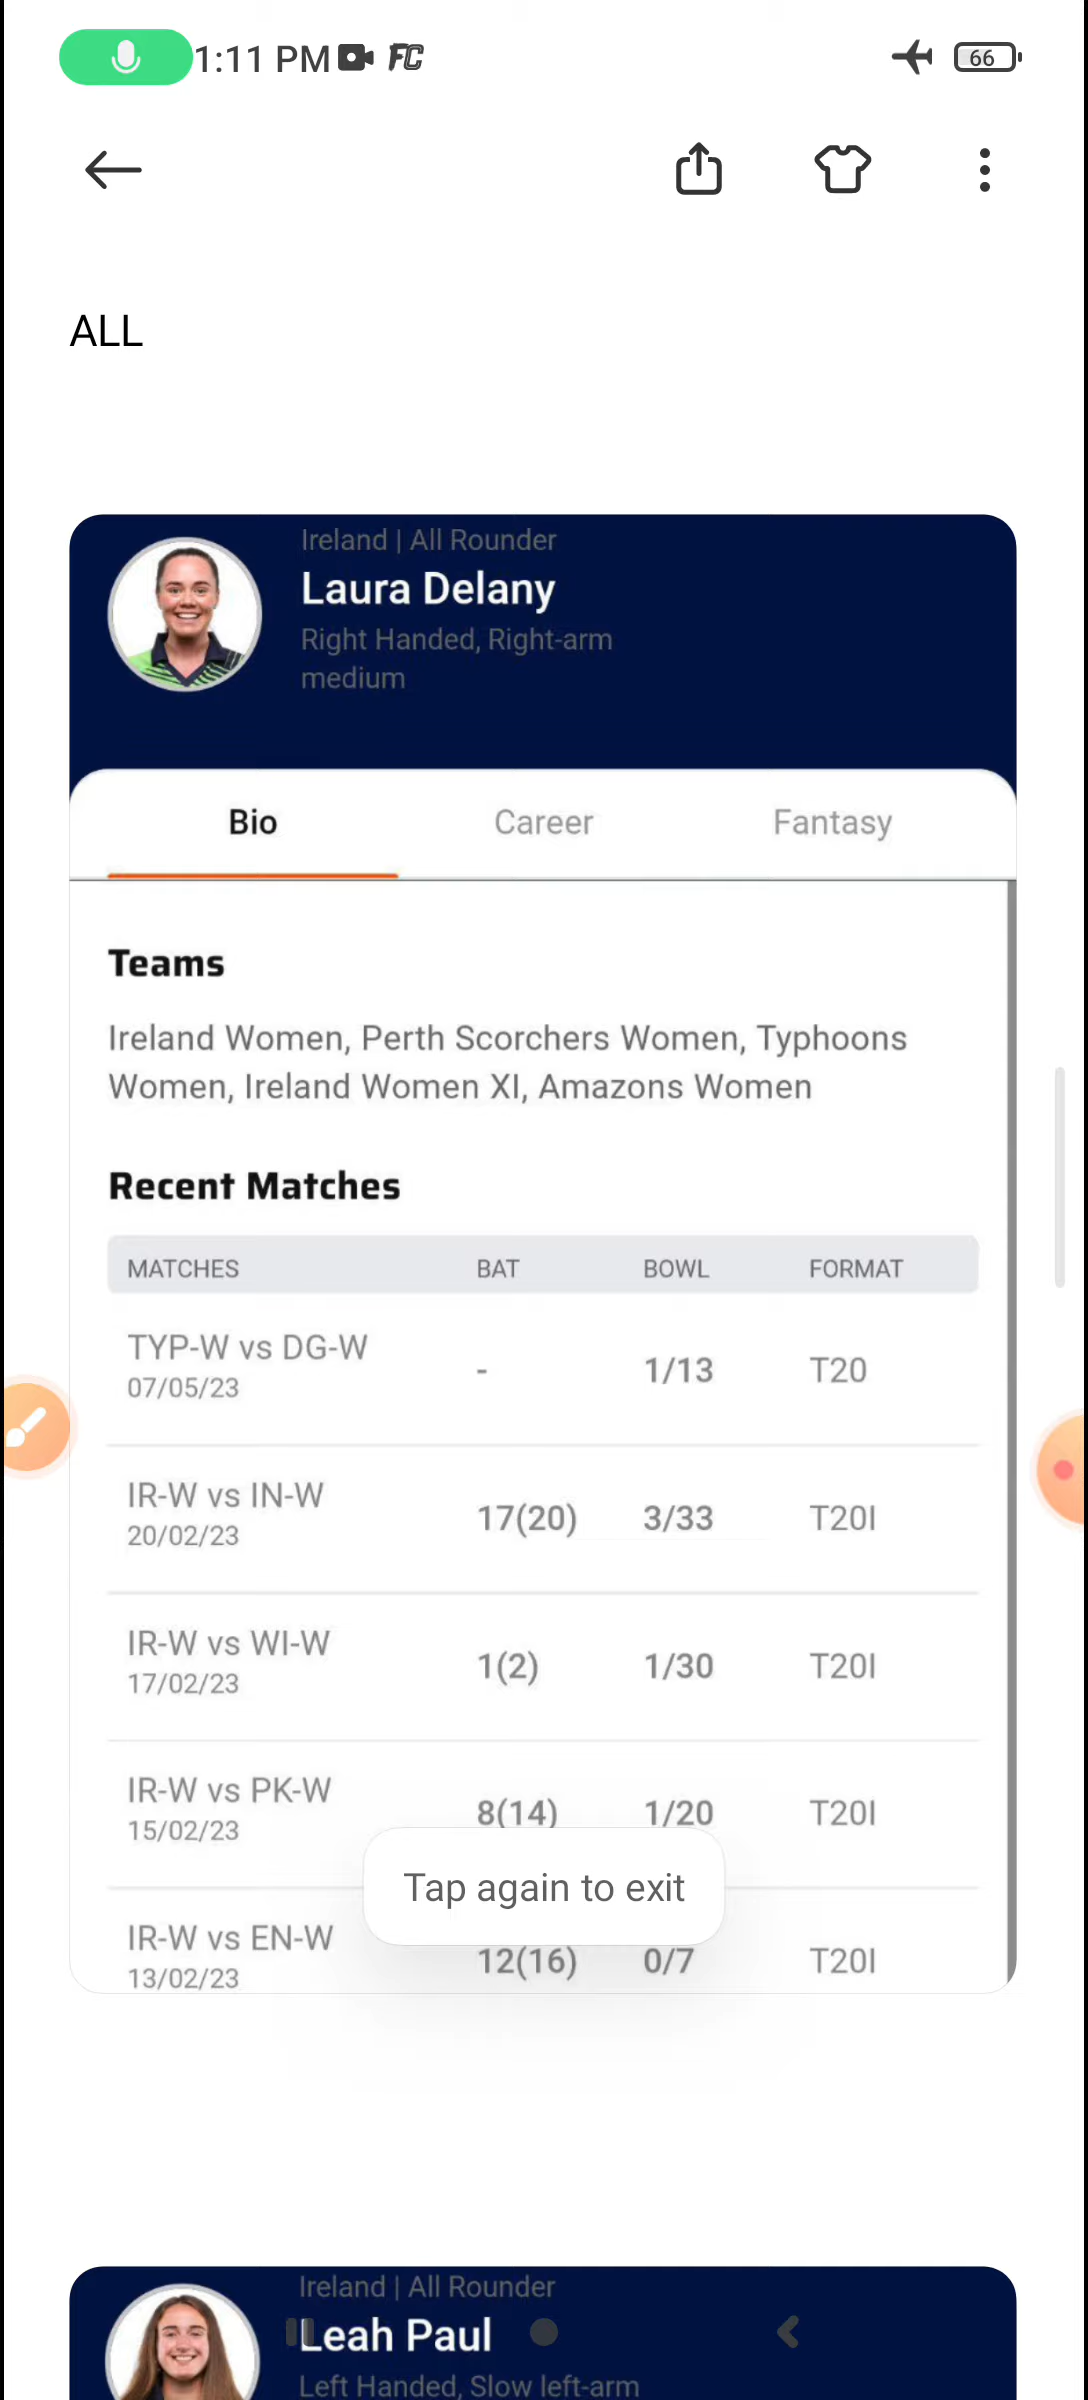 1:11 PM FC 66
ALL
Ireland | All Rounder
Laura Delany
Right Handed, Right-arm
medium
Bio Career Fantasy
Teams
Ireland Women, Perth Scorchers Women, Typhoons
Women, Ireland Women XI, Amazons Women
Recent Matches
MATCHES BAT BOWL FORMAT
TYP-W vs DG-W
07/05/23
- 1/13 T20
IR-W vs IN-W
20/02/23
17(20) 3/33 T20I
IR-W vs WI-W
17/02/23
1(2) 1/30 T20I
IR-W vs PK-W
15/02/23
8(14) 1/20 T20I
Tap again to exit
IR-W vs EN-W
13/02/23
12(16) 0/7 T20I
Ireland | All Rounder
Leah Paul
Left Handed, Slow left-arm